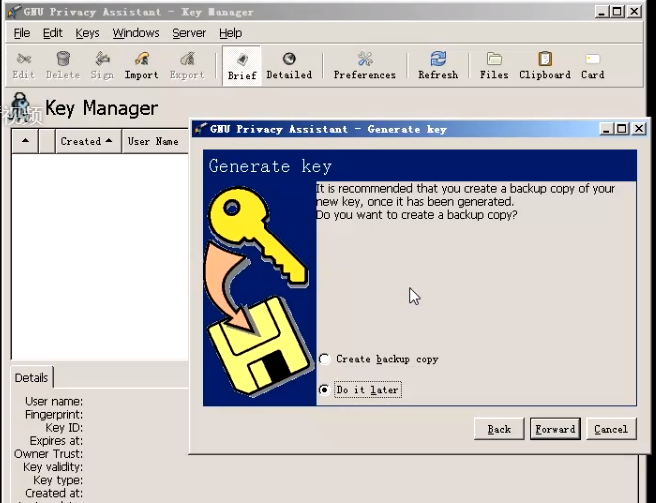 GNU Privacy Assistant - Key Manager
File Edit Keys Windows Server Help
Edit Delete Sign Import Export Brief Detailed Preferences Refresh Files Clipboard Card
视频
Key Manager
Created User Name
GNU Privacy Assistant - Generate key
Generate key
It is recommended that you create a backup copy of your
new key, once it has been generated.
Do you want to create a backup copy?
Create backup copy
Do it later
Back Forward Cancel
Details
User name:
Fingerprint:
Key ID:
Expires at:
Owner Trust:
Key validity:
Key type:
Created at: